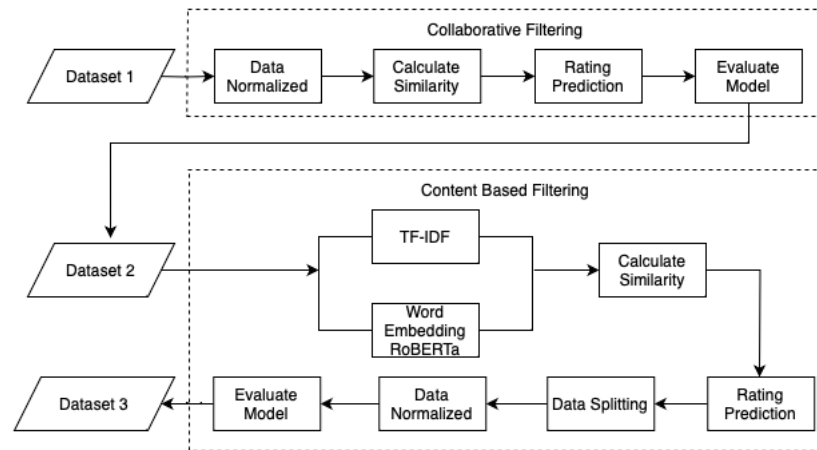 Collaborative Filtering
Dataset 1
Data
Normalized
Calculate
Similarity
Rating
Prediction
Evaluate
Model
Content Based Filtering
Dataset 2
TF-IDF
Word
Embedding
RoBERTa
Calculate
Similarity
Dataset 3
Evaluate
Model
Data
Normalized
Data Splitting
Rating
Prediction